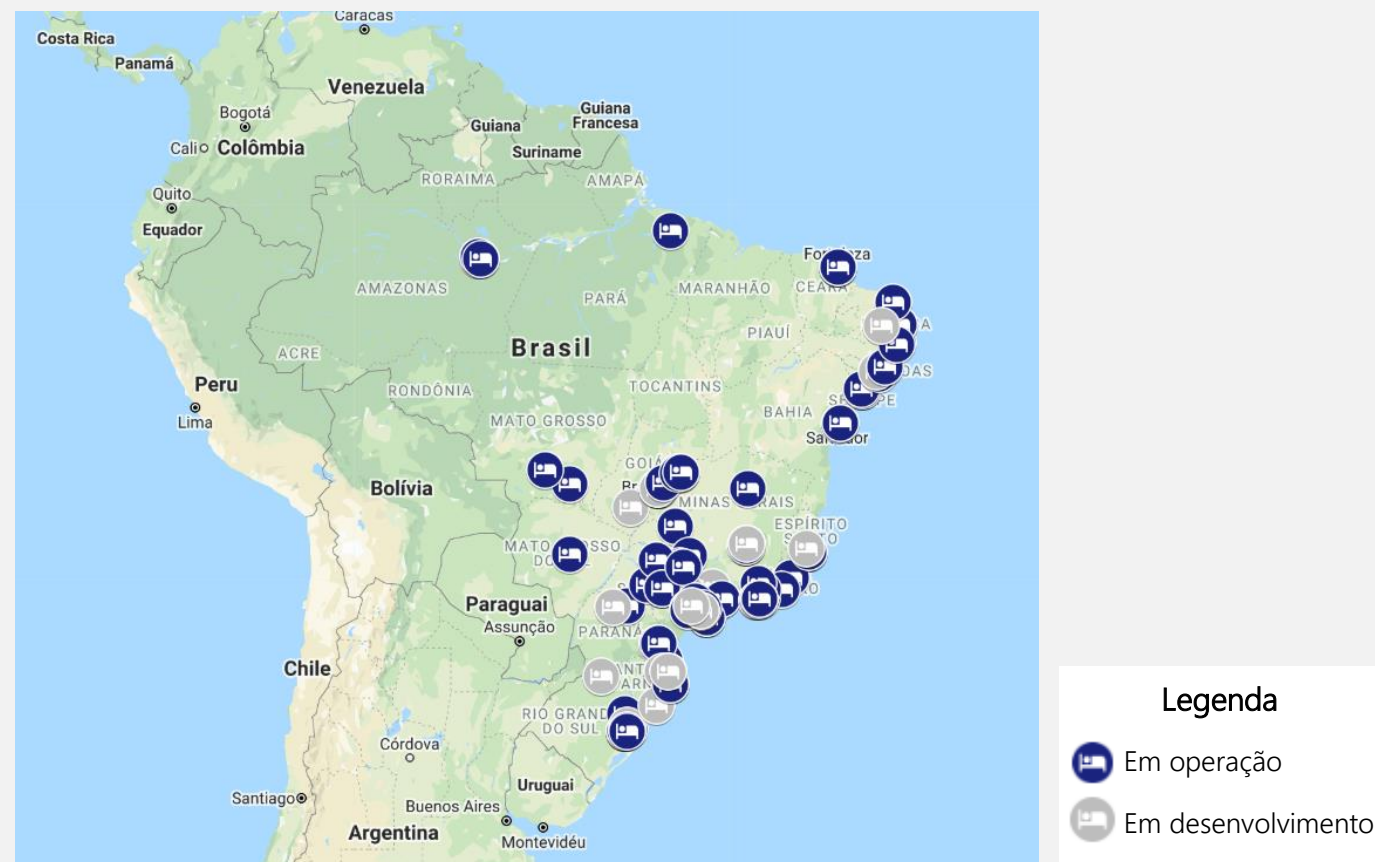 Caracas
Costa Rica
Panamá
Venezuela
Bogotá
Guiana
Guiana
Francesa
Cali
Colômbia
Suriname
RORAIMA
AMAPÁ
Quito
Equador
AMAZONAS
PARÁ
MARANHÃO
PIAUÍ
Brasil
ACRE
Peru
RONDÔNIA
TOCANTINS
Lima
MATO GROSSO
BAHIA
Bolívia
MINAS
ESPÍRITO
MATO
Paraguai
Assunção
PARANÁ
Chile
RIO GRANDE
DO SUL
Córdova
Santiago
Uruguai
Buenos Aires
Argentina
Montevidéu
Legenda
Em operação
Em desenvolvimento